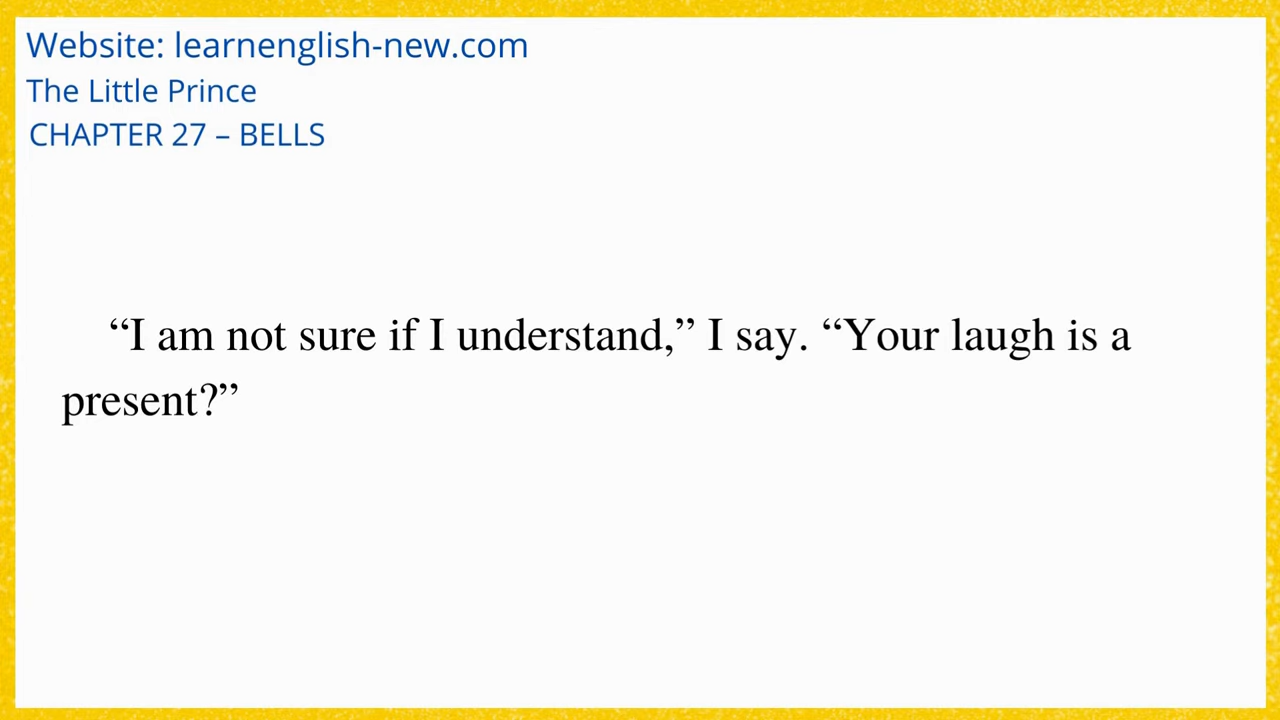 Website: learnenglish-new.com
The Little Prince
CHAPTER 27 – BELLS
“I am not sure if I understand,” I say. “Your laugh is a
present?”